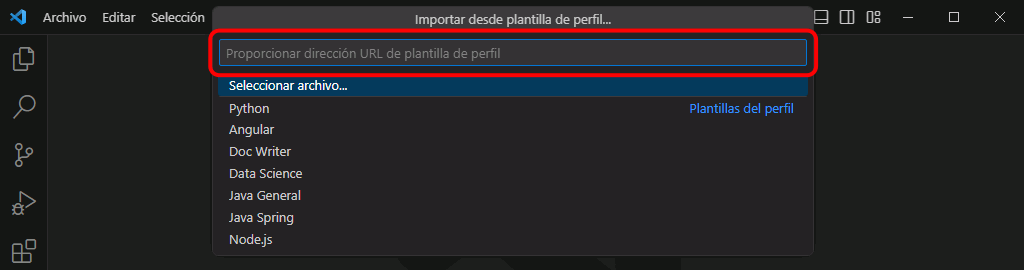 Archivo Editar Selección
Importar desde plantilla de perfil...
Proporcionar dirección URL de plantilla de perfil
Seleccionar archivo...
Python Plantillas del perfil
Angular
Doc Writer
Data Science
Java General
Java Spring
Node.js